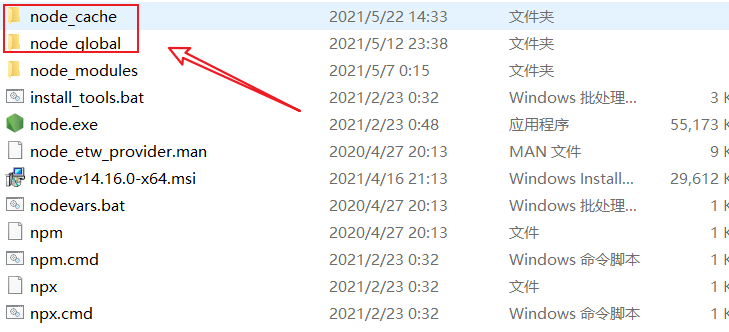 node_cache 2021/5/22 14:33 文件夹
node_global 2021/5/12 23:38 文件夹
node_modules 2021/5/7 0:15 文件夹
install_tools.bat 2021/2/23 0:32 Windows 批处理... 3 K
node.exe 2021/2/23 0:48 应用程序 55,173 K
node_etw_provider.man 2020/4/27 20:13 MAN 文件 9 K
node-v14.16.0-x64.msi 2021/4/16 21:13 Windows Install... 29,612 K
nodevars.bat 2020/4/27 20:13 Windows 批处理... 1 K
npm 2020/4/27 20:13 文件 1 K
npm.cmd 2021/2/23 0:32 Windows 命令脚本 1 K
npx 2021/2/23 0:32 文件 1 K
npx.cmd 2021/2/23 0:32 Windows 命令脚本 1 K